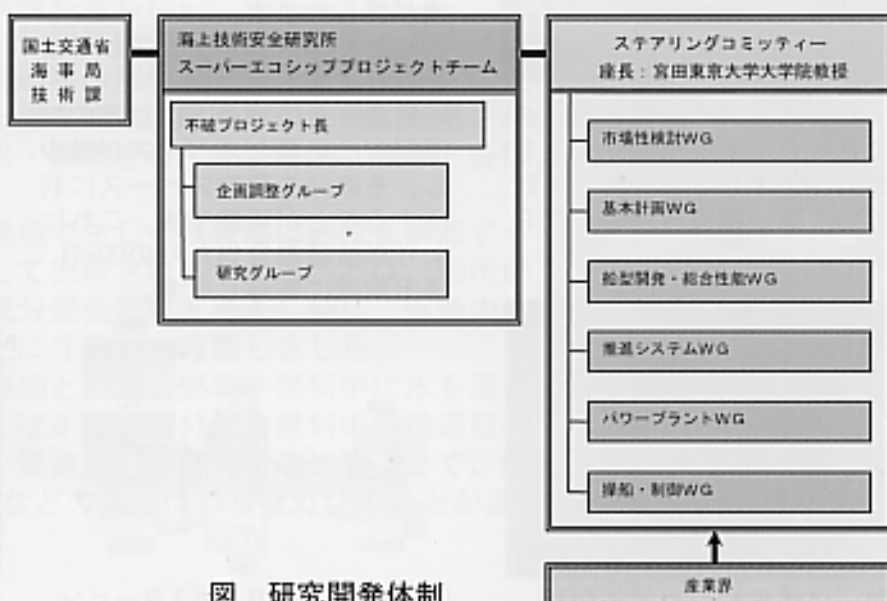 国土交通省
海事局
技術課
海上技術安全研究所
スーパーエコシッププロジェクトチーム
不破プロジェクト長
企画調整グループ
研究グループ
ステアリングコミッティー
座長：宮田東京大学大学院教授
市場性検討WG
基本計画WG
船型開発・総合性能WG
推進システムWG
パワープラントWG
操船・制御WG
産業界
図 研究開発体制